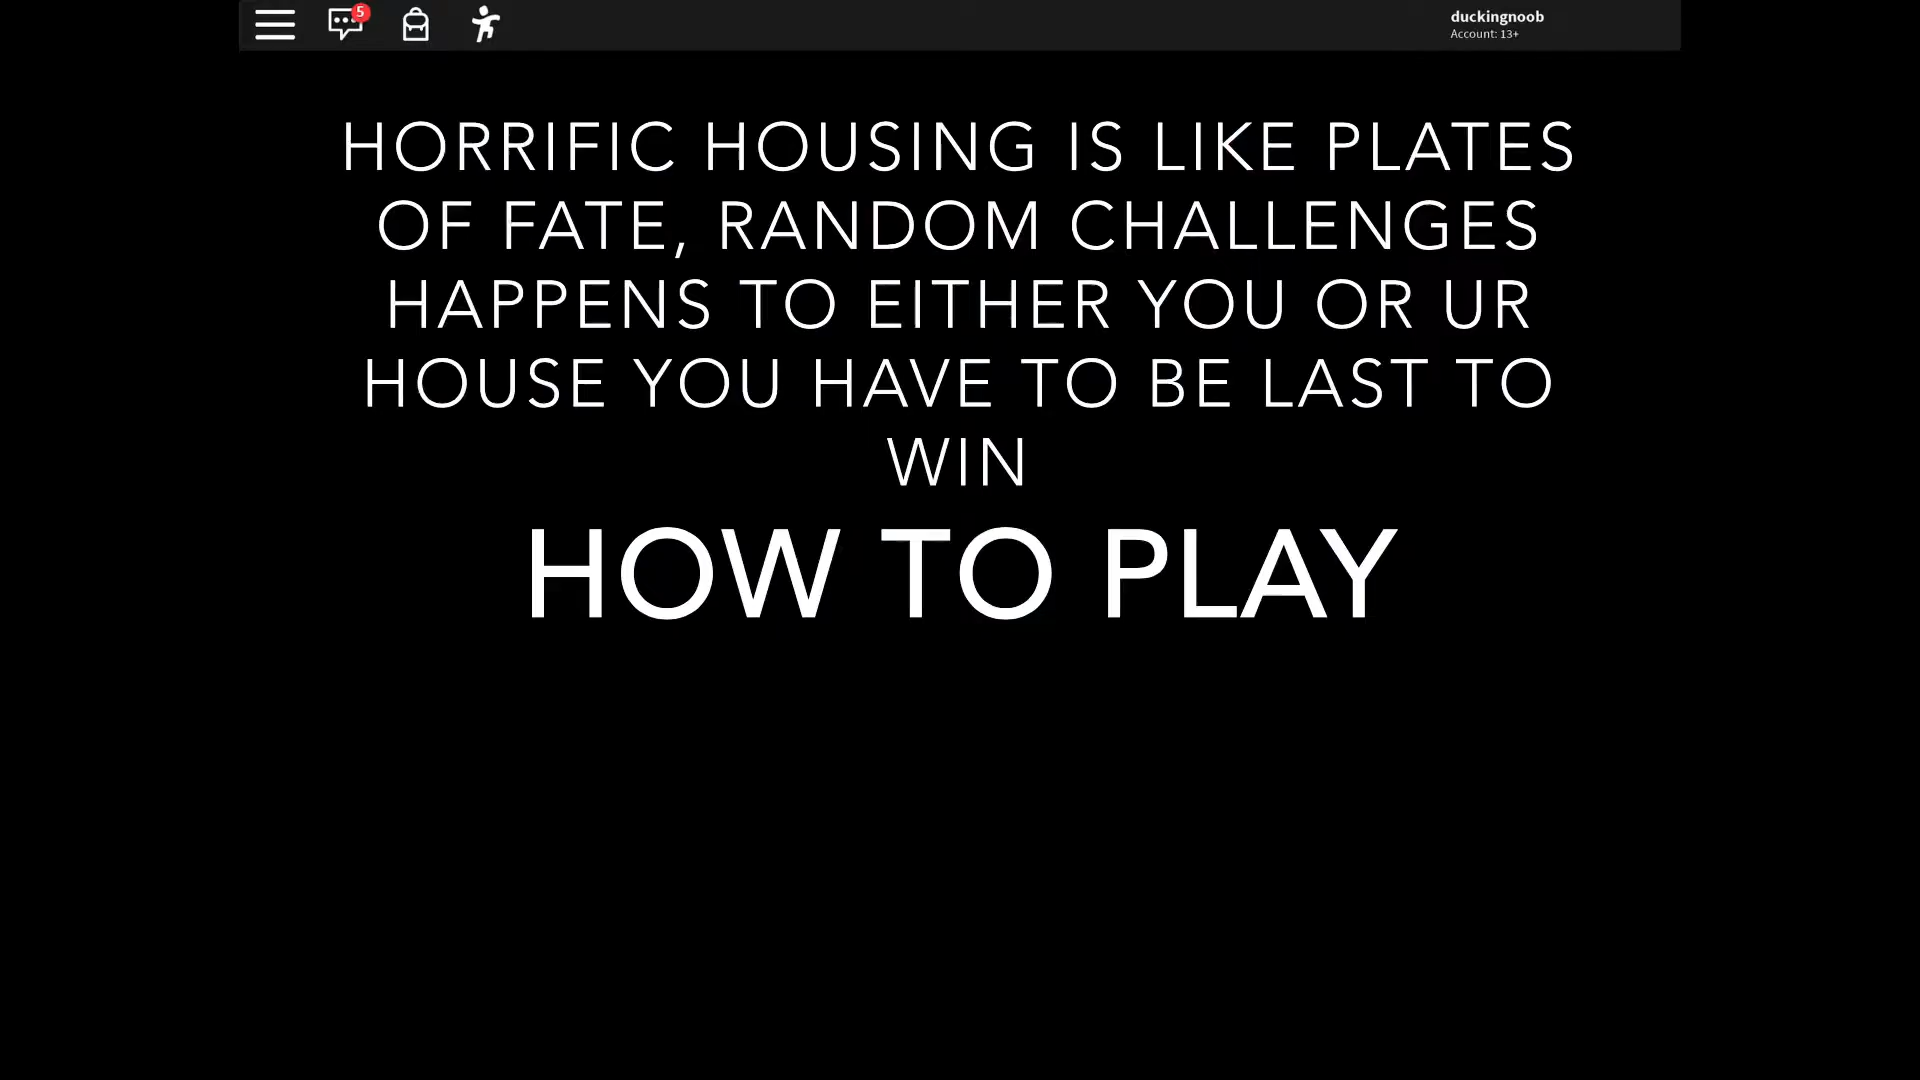 5
duckingnoob
Account: 13+
HORRIFIC HOUSING IS LIKE PLATES
OF FATE, RANDOM CHALLENGES
HAPPENS TO EITHER YOU OR UR
HOUSE YOU HAVE TO BE LAST TO
WIN
HOW TO PLAY